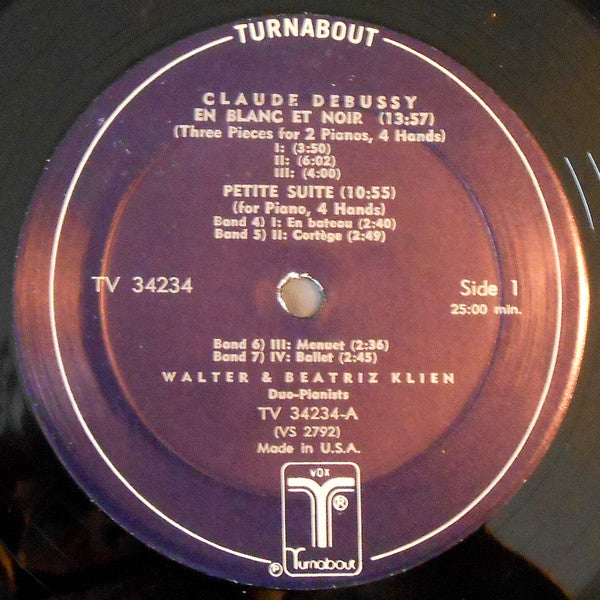 TURNABOUT
CLAUDE DEBUSSY
EN BLANC ET NOIR (13:57)
(Three Pieces for 2 Pianos, 4 Hands)
I: (3:50)
II: (6:02)
III: (4:00)
PETITE SUITE (10:55)
(for Piano, 4 Hands)
Band 4) I: En bateau (2:40)
Band 5) II: Cortège (2:49)
TV 34234
Side 1
25:00 min.
Band 6) III: Menuet (2:36)
Band 7) IV: Ballet (2:45)
WALTER & BEATRIZ KLIEN
Duo-Pianists
TV 34234-A
(VS 2792)
Made in U.S.A.
VOX
T®
℗ Turnabout